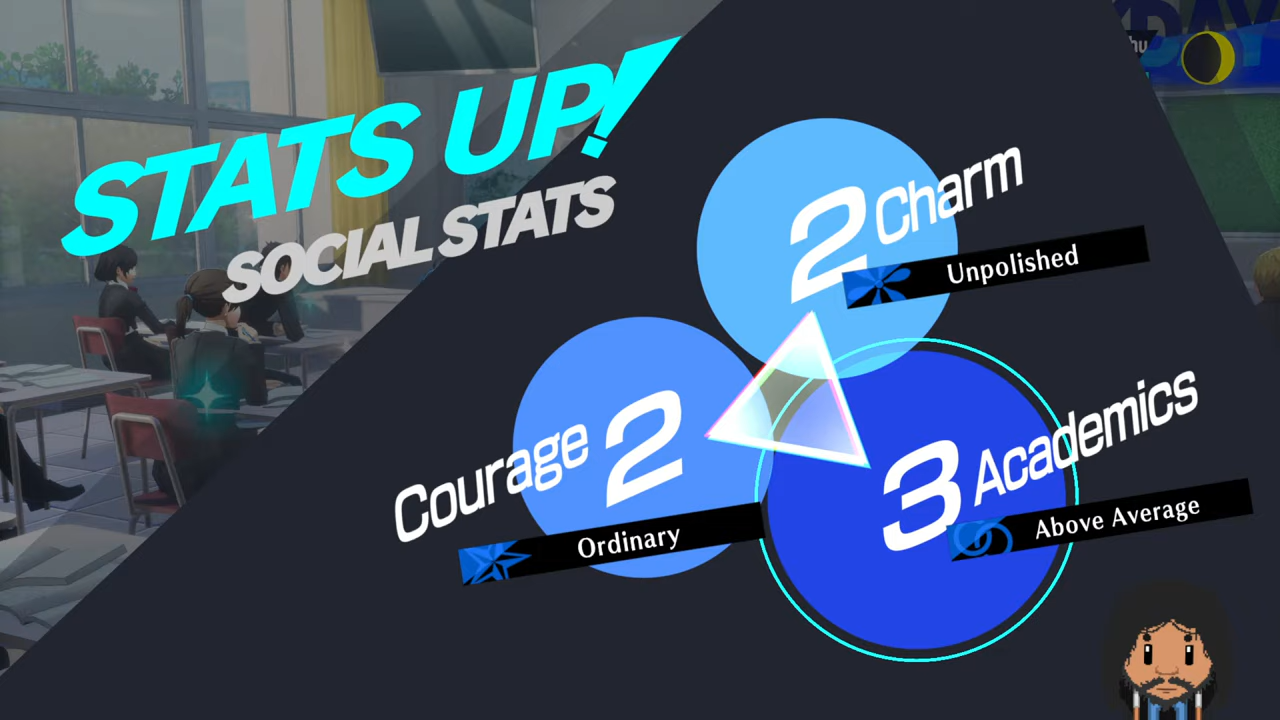 STATS UP!
SOCIAL STATS
2 Charm
Unpolished
Courage 2
Ordinary
3 Academics
Above Average